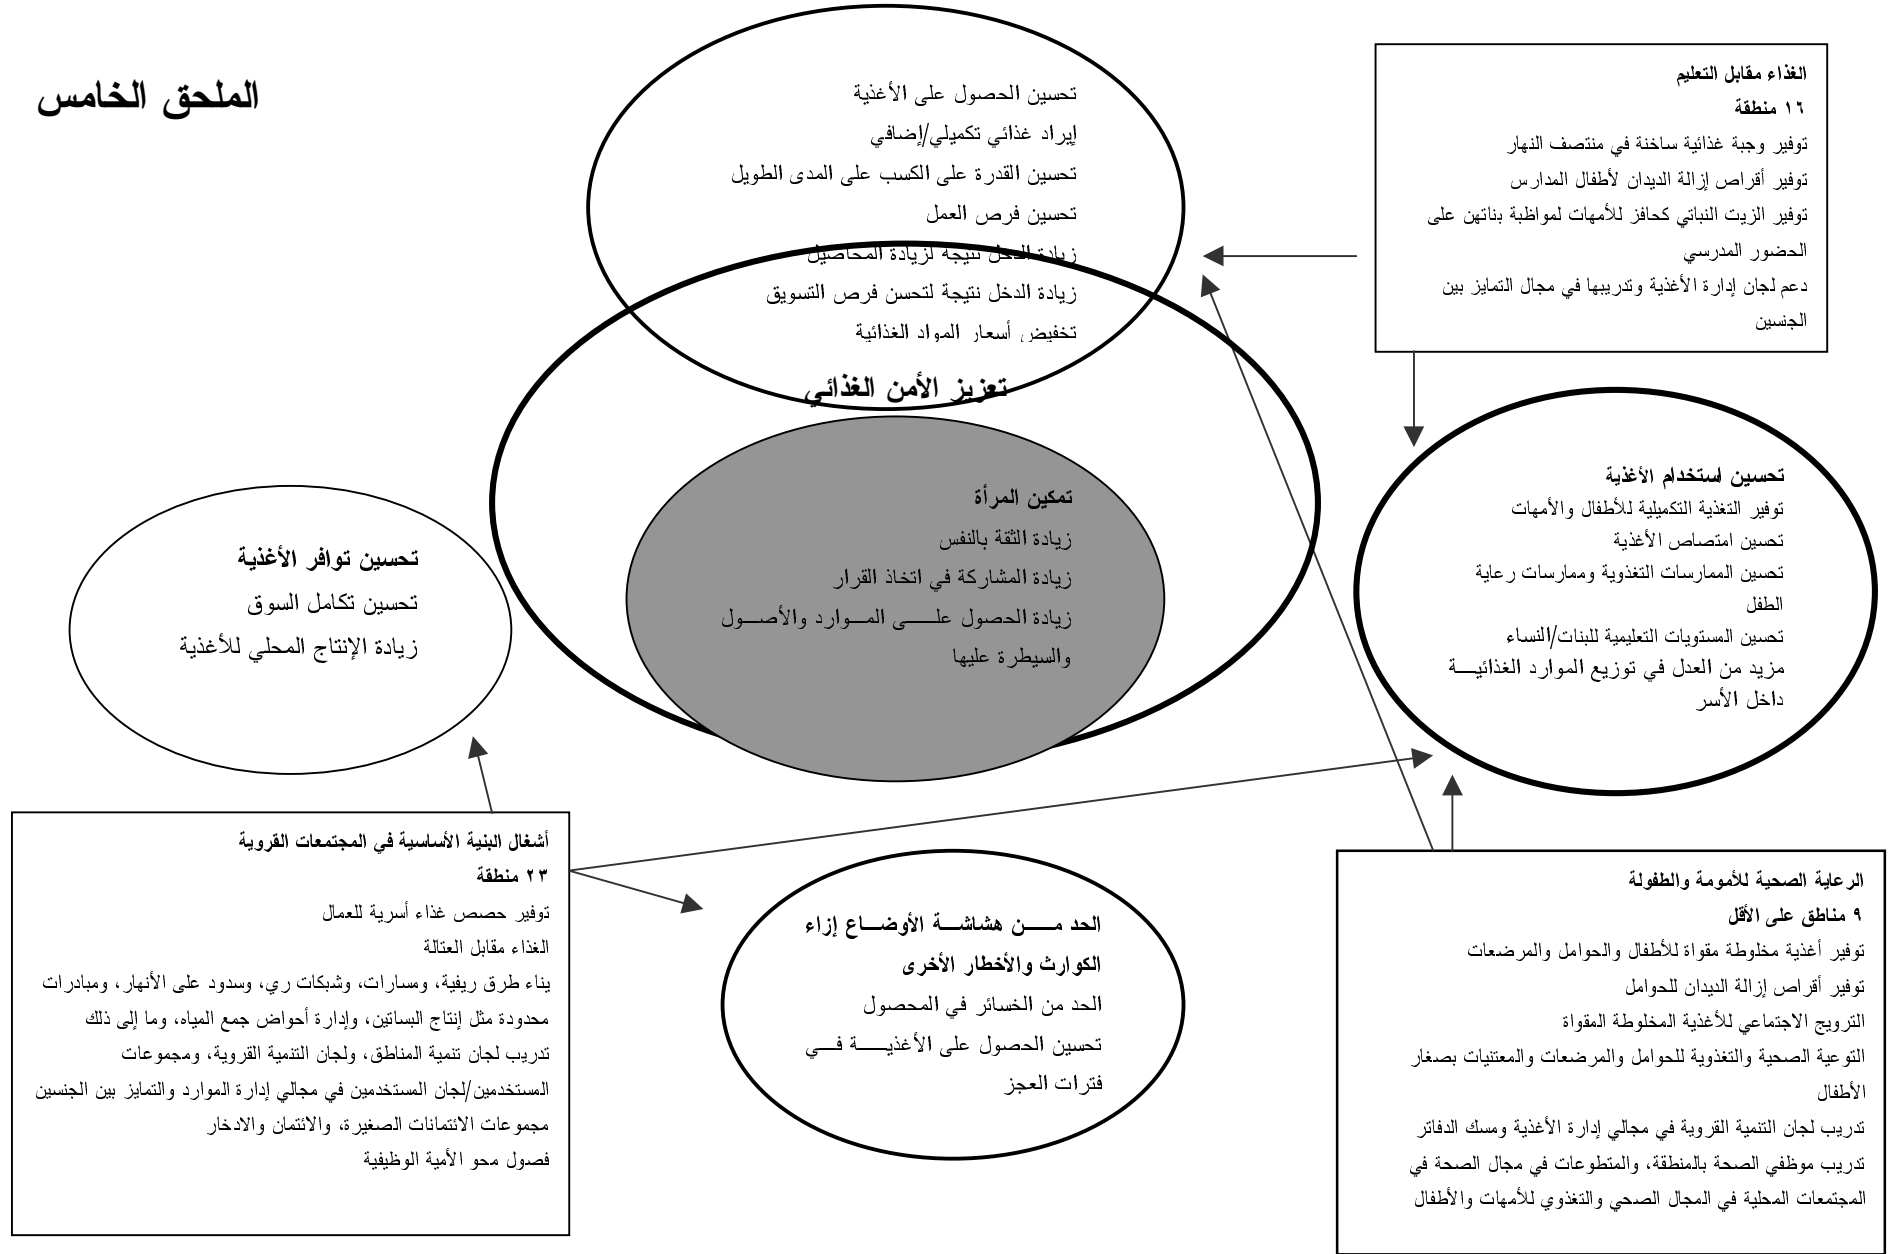 الملحق الخامس
تحسين الحصول على الأغذية
إيراد غذائي تكميلي/إضافي
تحسين القدرة على الكسب على المدى الطويل
تحسين فرص العمل
زيادة الدخل نتيجة لزيادة المحاصيل
زيادة الدخل نتيجة لتحسن فرص التسويق
تخفيض أسعار المواد الغذائية
الغذاء مقابل التعليم
١٦ منطقة
توفير وجبة غذائية ساخنة في منتصف النهار
توفير أقراص إزالة الديدان لأطفال المدارس
توفير الزيت النباتي كحافز للأمهات لمواظبة بناتهن على
الحضور المدرسي
دعم لجان إدارة الأغذية وتدريبها في مجال التمايز بين
الجنسين
تعزيز الأمن الغذائي
تمكين المرأة
زيادة الثقة بالنفس
زيادة المشاركة في اتخاذ القرار
زيادة الحصول علـــــى المـــوارد والأصـــول
والسيطرة عليها
تحسين استخدام الأغذية
توفير التغذية التكميلية للأطفال والأمهات
تحسين امتصاص الأغذية
تحسين الممارسات التغذوية وممارسات رعاية
الطفل
تحسين المستويات التعليمية للبنات/النساء
مزيد من العدل في توزيع الموارد الغذائيـــة
داخل الأسر
تحسين توافر الأغذية
تحسين تكامل السوق
زيادة الإنتاج المحلي للأغذية
أشغال البنية الأساسية في المجتمعات القروية
٢٣ منطقة
توفير حصص غذاء أسرية للعمال
الغذاء مقابل العتالة
بناء طرق ريفية، ومسارات، وشبكات ري، وسدود على الأنهار، ومبادرات
محدودة مثل إنتاج البساتين، وإدارة أحواض جمع المياه، وما إلى ذلك
تدريب لجان تنمية المناطق، ولجان التنمية القروية، ومجموعات
المستخدمين/لجان المستخدمين في مجالي إدارة الموارد والتمايز بين الجنسين
مجموعات الائتمانات الصغيرة، والائتمان والادخار
فصول محو الأمية الوظيفية
الحد مـــــن هشاشـــة الأوضـــاع إزاء
الكوارث والأخطار الأخرى
الحد من الخسائر في المحصول
تحسين الحصول على الأغذيـــــة فـــي
فترات العجز
الرعاية الصحية للأمومة والطفولة
٩ مناطق على الأقل
توفير أغذية مخلوطة مقواة للأطفال والحوامل والمرضعات
توفير أقراص إزالة الديدان للحوامل
الترويج الاجتماعي للأغذية المخلوطة المقواة
التوعية الصحية والتغذوية للحوامل والمرضعات والمعتنيات بصغار
الأطفال
تدريب لجان التنمية القروية في مجالي إدارة الأغذية ومسك الدفاتر
تدريب موظفي الصحة بالمنطقة، والمتطوعات في مجال الصحة في
المجتمعات المحلية في المجال الصحي والتغذوي للأمهات والأطفال